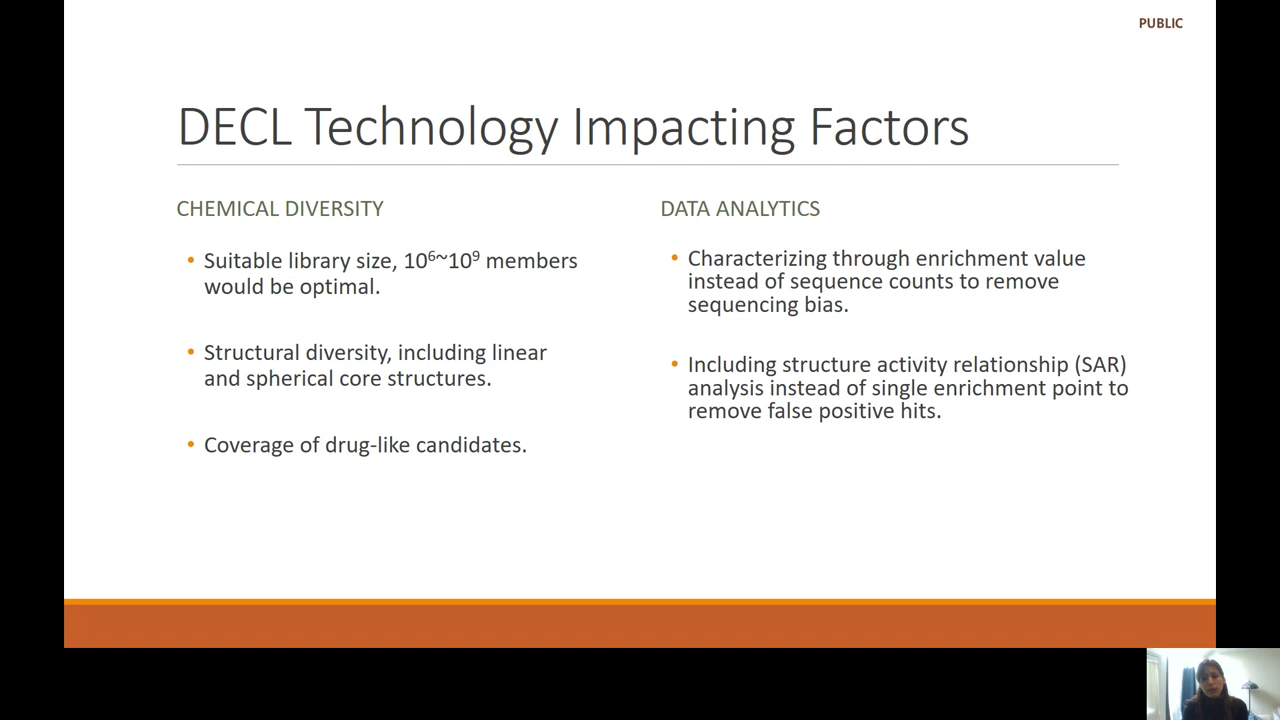 PUBLIC
DECL Technology Impacting Factors
CHEMICAL DIVERSITY
• Suitable library size, 10⁶~10⁹ members
would be optimal.
• Structural diversity, including linear
and spherical core structures.
• Coverage of drug-like candidates.
DATA ANALYTICS
• Characterizing through enrichment value
instead of sequence counts to remove
sequencing bias.
• Including structure activity relationship (SAR)
analysis instead of single enrichment point to
remove false positive hits.